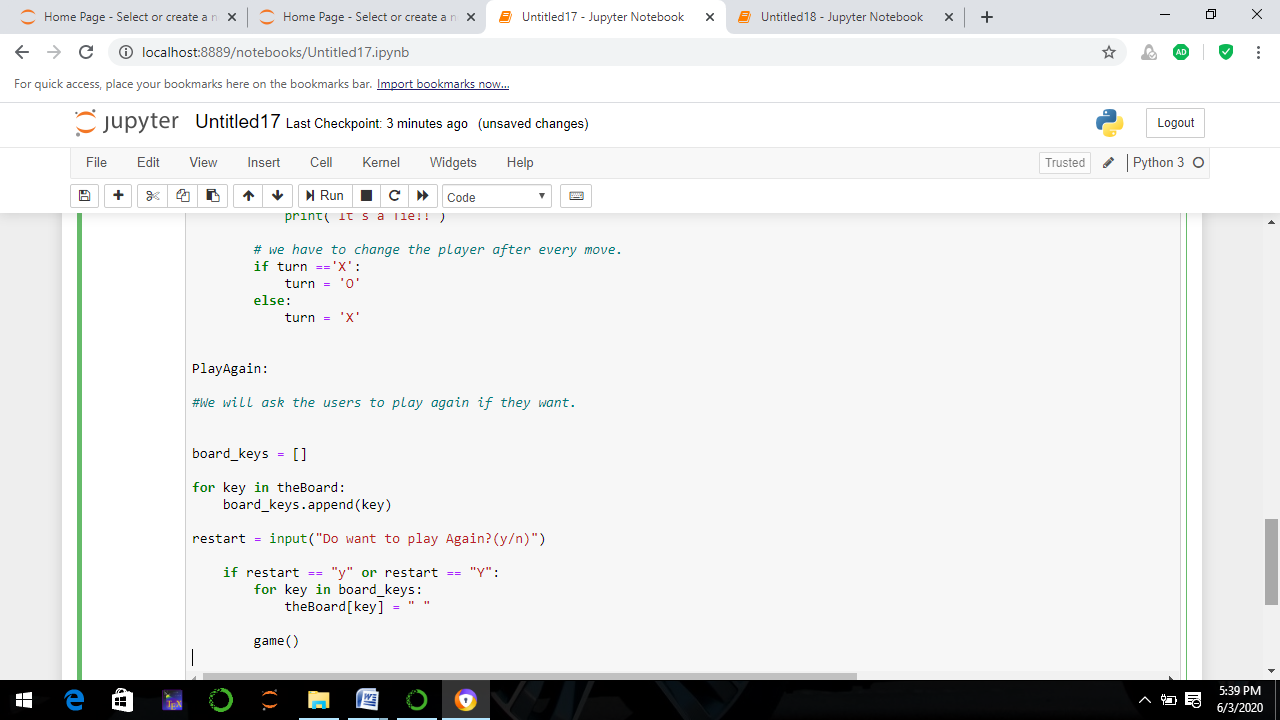 Home Page - Select or create a n
Home Page - Select or create a n
Untitled17 - Jupyter Notebook
Untitled18 - Jupyter Notebook
localhost:8889/notebooks/Untitled17.ipynb
AD
For quick access, place your bookmarks here on the bookmarks bar. Import bookmarks now...
jupyter Untitled17 Last Checkpoint: 3 minutes ago (unsaved changes)
Logout
File Edit View Insert Cell Kernel Widgets Help
Trusted Python 3
Run Code
print( It s a Tie!! )
# we have to change the player after every move.
if turn =='X':
turn = 'O'
else:
turn = 'X'
PlayAgain:
#We will ask the users to play again if they want.
board_keys = []
for key in theBoard:
board_keys.append(key)
restart = input("Do want to play Again?(y/n)")
if restart == "y" or restart == "Y":
for key in board_keys:
theBoard[key] = " "
game()
5:39 PM
6/3/2020